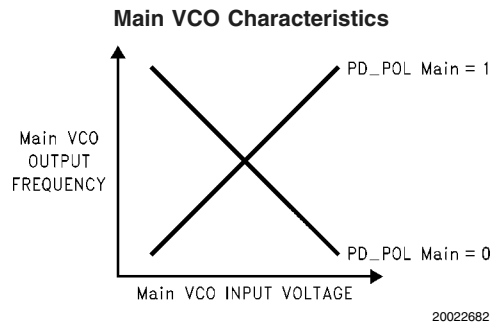 Main VCO Characteristics
PD_POL Main = 1
Main VCO
OUTPUT
FREQUENCY
PD_POL Main = 0
Main VCO INPUT VOLTAGE
20022682